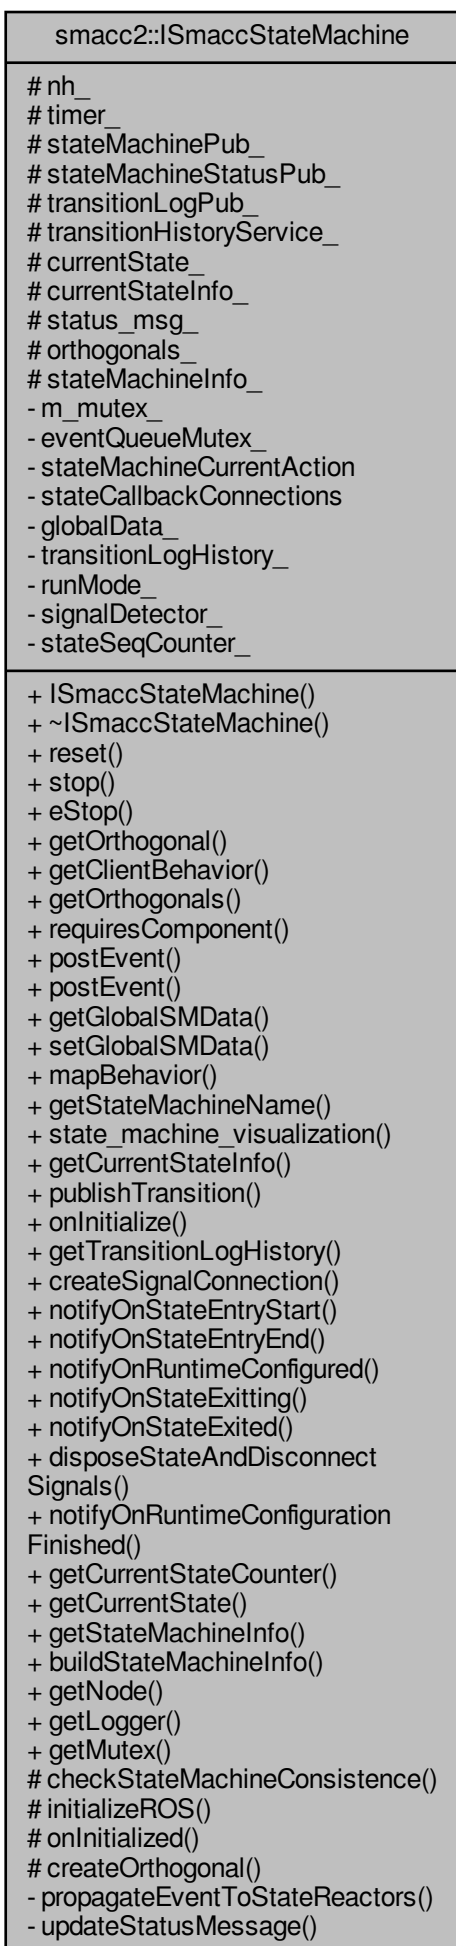 smacc2::ISmaccStateMachine
# nh_
# timer_
# stateMachinePub_
# stateMachineStatusPub_
# transitionLogPub_
# transitionHistoryService_
# currentState_
# currentStateInfo_
# status_msg_
# orthogonals_
# stateMachineInfo_
- m_mutex_
- eventQueueMutex_
- stateMachineCurrentAction
- stateCallbackConnections
- globalData_
- transitionLogHistory_
- runMode_
- signalDetector_
- stateSeqCounter_
+ ISmaccStateMachine()
+ ~ISmaccStateMachine()
+ reset()
+ stop()
+ eStop()
+ getOrthogonal()
+ getClientBehavior()
+ getOrthogonals()
+ requiresComponent()
+ postEvent()
+ postEvent()
+ getGlobalSMData()
+ setGlobalSMData()
+ mapBehavior()
+ getStateMachineName()
+ state_machine_visualization()
+ getCurrentStateInfo()
+ publishTransition()
+ onInitialize()
+ getTransitionLogHistory()
+ createSignalConnection()
+ notifyOnStateEntryStart()
+ notifyOnStateEntryEnd()
+ notifyOnRuntimeConfigured()
+ notifyOnStateExitting()
+ notifyOnStateExited()
+ disposeStateAndDisconnect
Signals()
+ notifyOnRuntimeConfiguration
Finished()
+ getCurrentStateCounter()
+ getCurrentState()
+ getStateMachineInfo()
+ buildStateMachineInfo()
+ getNode()
+ getLogger()
+ getMutex()
# checkStateMachineConsistence()
# initializeROS()
# onInitialized()
# createOrthogonal()
- propagateEventToStateReactors()
- updateStatusMessage()